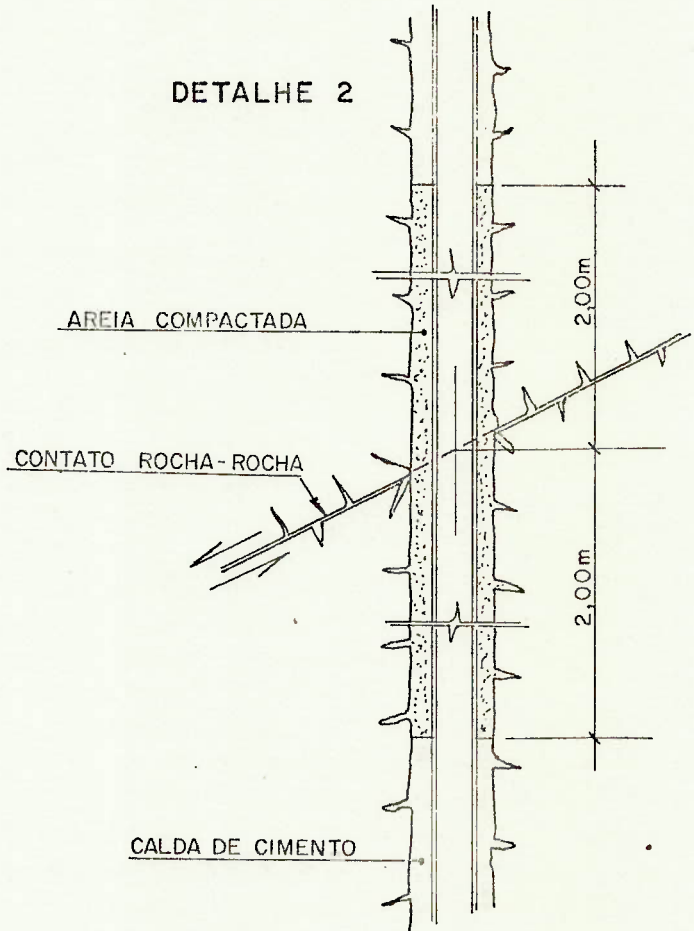 DETALHE 2
2,00m
AREIA COMPACTADA
CONTATO ROCHA-ROCHA
2,00m
CALDA DE CIMENTO